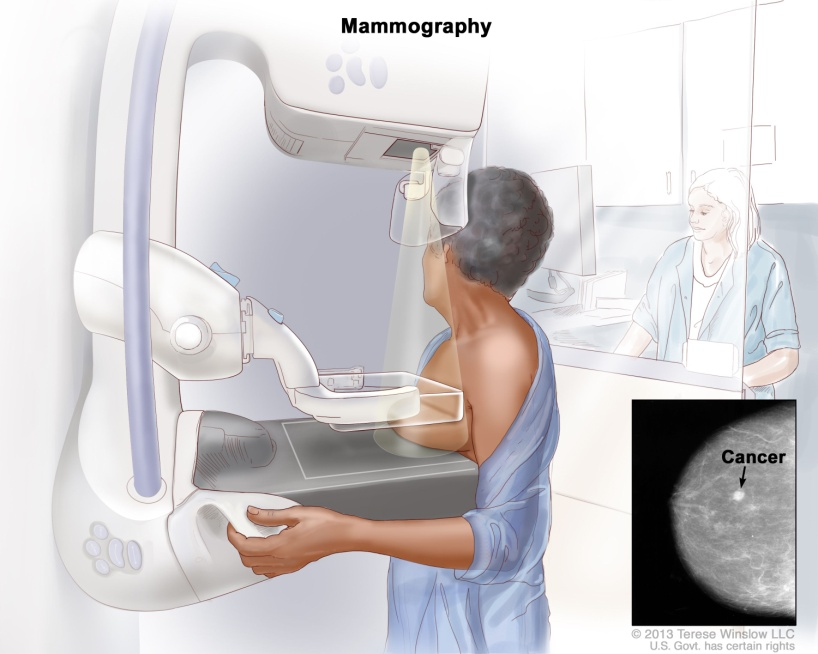 Mammography
Cancer
© 2013 Terese Winslow LLC
U.S. Govt. has certain rights